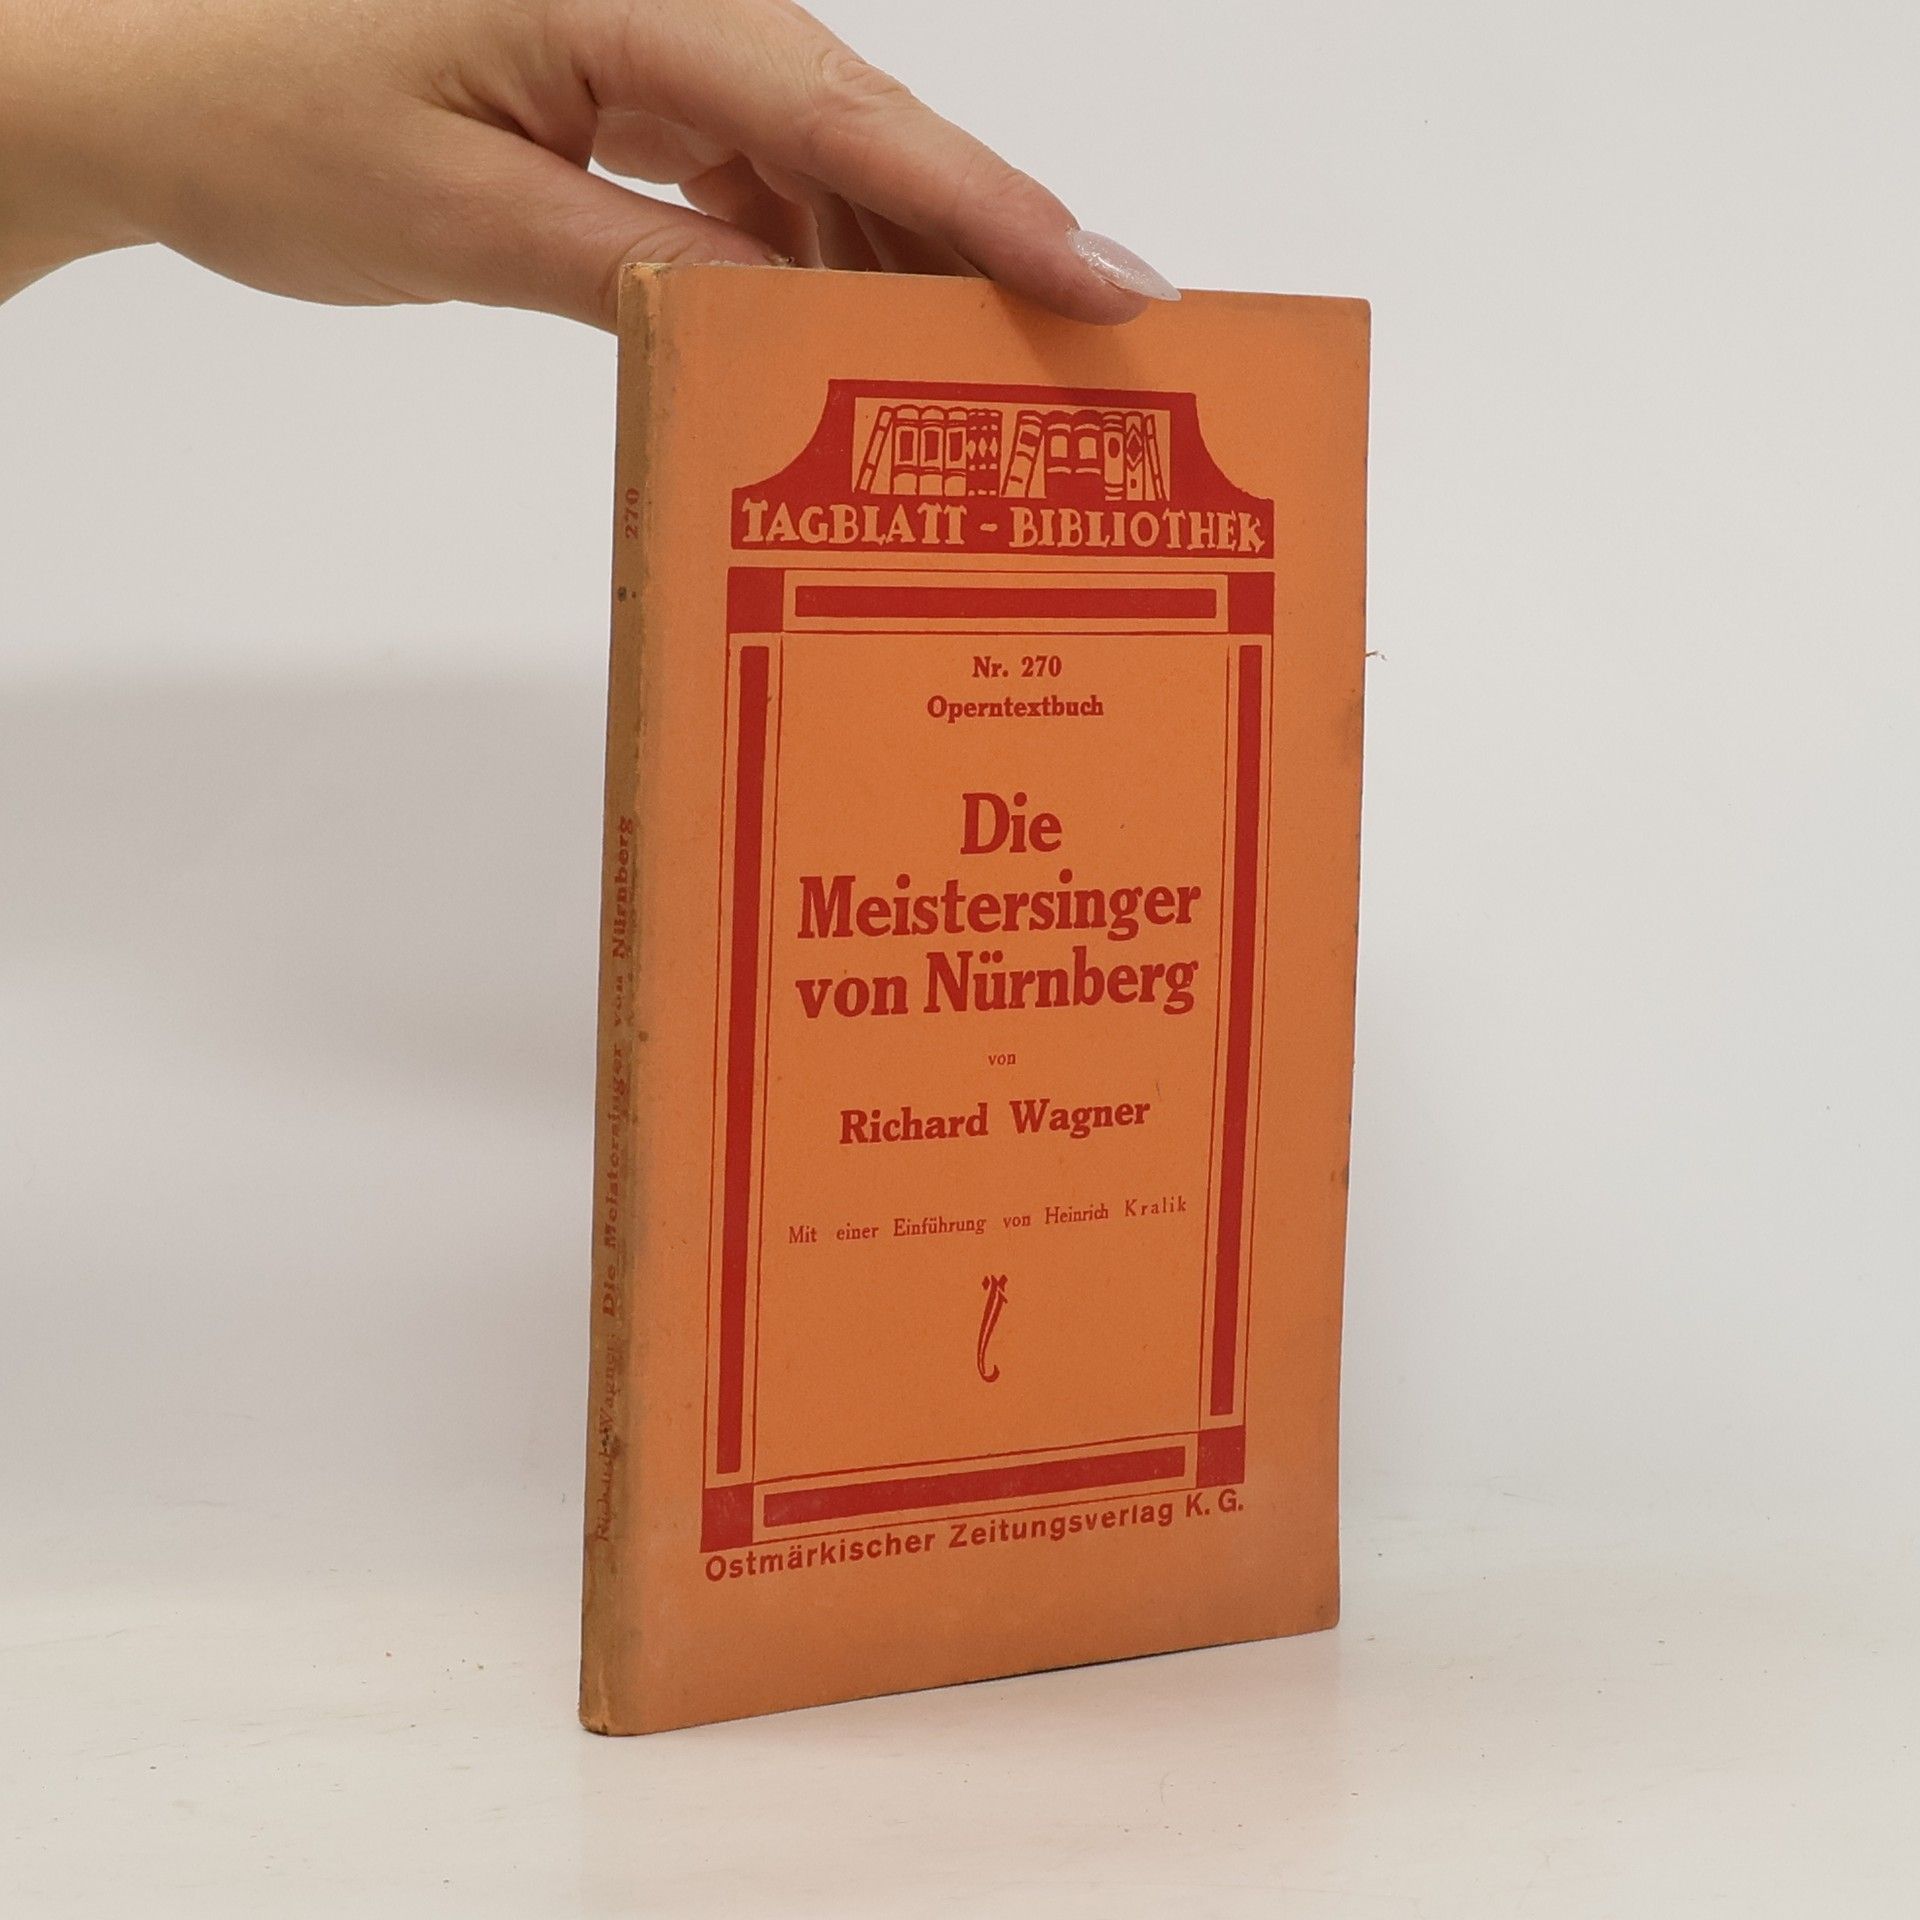 TAGBLATT - BIBLIOTHEK
Nr. 270
Operntextbuch
Die
Meistersinger
von Nürnberg
von
Richard Wagner
Mit einer Einführung von Heinrich Kralik
Ostmärkischer Zeitungsverlag K. G.
Richard Wagner: Die Meistersinger von Nürnberg 270